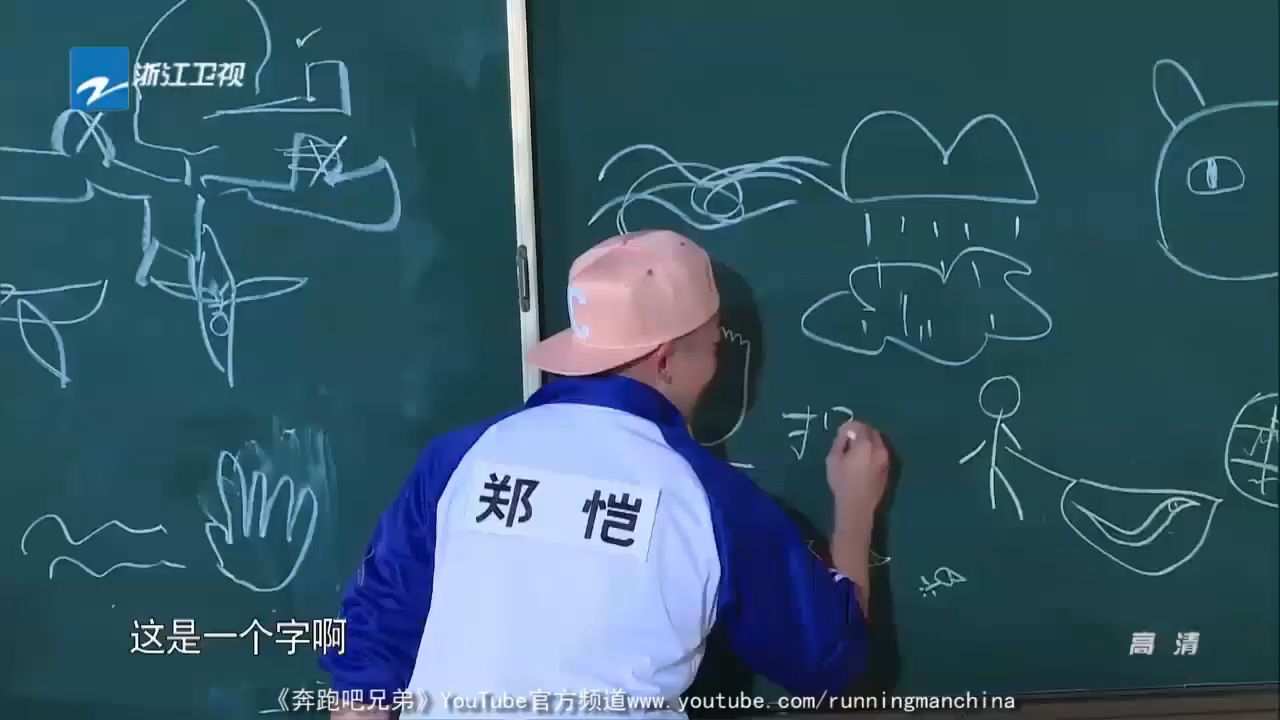 浙江卫视
C
郑 恺
扌
这是一个字啊
高清
《奔跑吧兄弟》YouTube官方频道www.youtube.com/runningmanchina